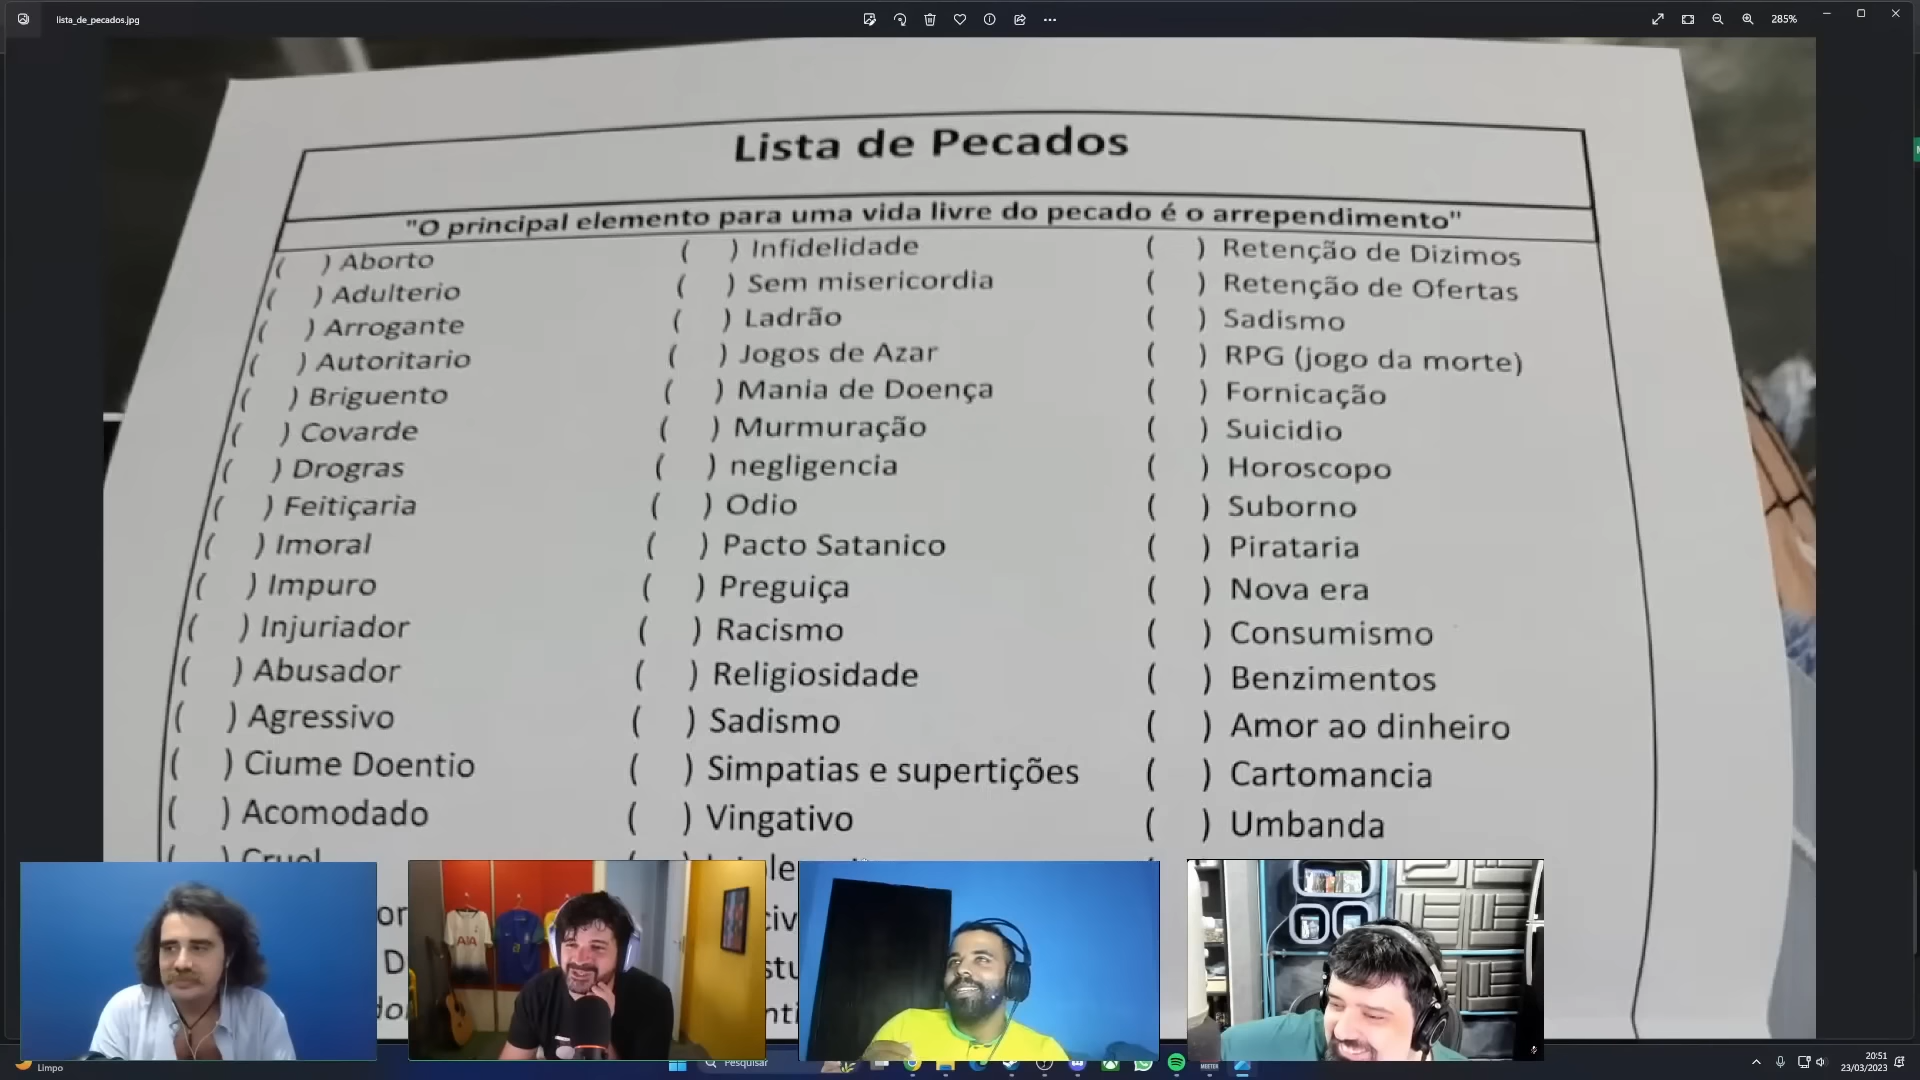 lista_de_pecados.jpg
285%
Lista de Pecados
"O principal elemento para uma vida livre do pecado é o arrependimento"
( ) Aborto
( ) Adulterio
( ) Arrogante
( ) Autoritario
( ) Briguento
( ) Covarde
( ) Drogras
( ) Feitiçaria
( ) Imoral
( ) Impuro
( ) Injuriador
( ) Abusador
( ) Agressivo
( ) Ciume Doentio
( ) Acomodado
( ) Cruel
( ) Infidelidade
( ) Sem misericordia
( ) Ladrão
( ) Jogos de Azar
( ) Mania de Doença
( ) Murmuração
( ) negligencia
( ) Odio
( ) Pacto Satanico
( ) Preguiça
( ) Racismo
( ) Religiosidade
( ) Sadismo
( ) Simpatias e supertições
( ) Vingativo
( ) Retenção de Dizimos
( ) Retenção de Ofertas
( ) Sadismo
( ) RPG (jogo da morte)
( ) Fornicação
( ) Suicidio
( ) Horoscopo
( ) Suborno
( ) Pirataria
( ) Nova era
( ) Consumismo
( ) Benzimentos
( ) Amor ao dinheiro
( ) Cartomancia
( ) Umbanda
AIA
Limpo
Pesquisar
20:51
23/03/2023